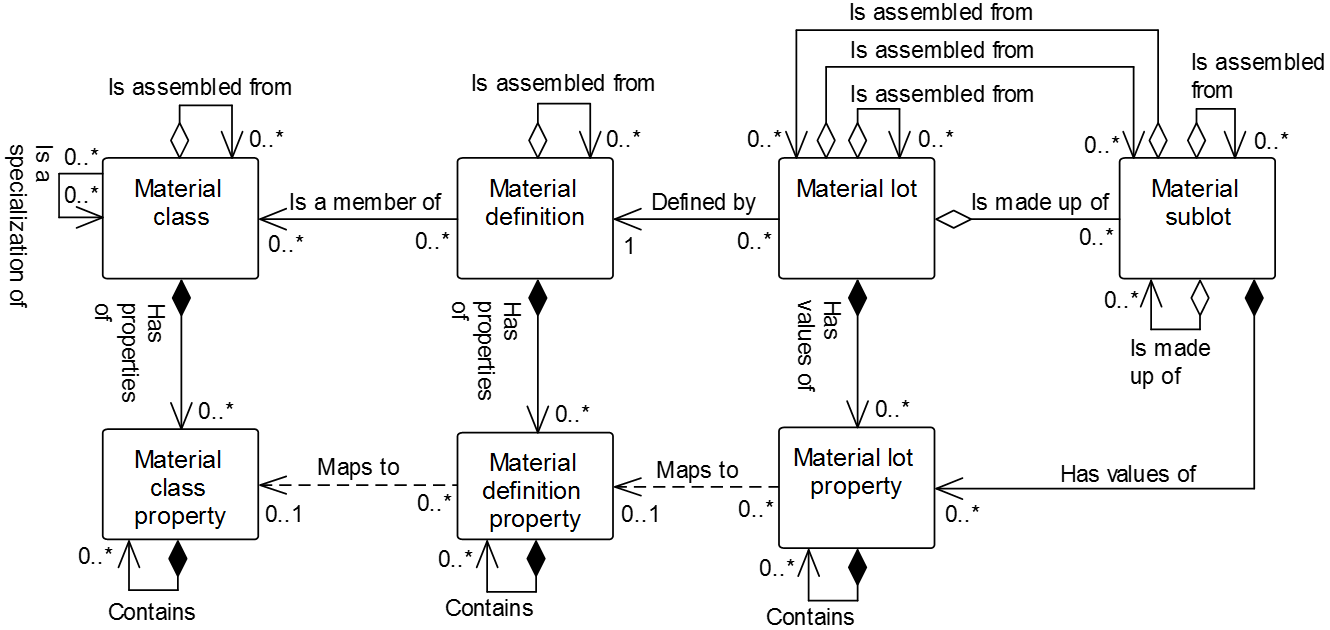 Is assembled from
Is assembled from
Is assembled from
Is assembled from
Is assembled from
Is assembled
from
0..*
0..*
0..*
0..*
0..*
0..*
Is a
specialization of
0..*
0..*
Material
class
Is a member of
0..*
0..*
Material
definition
Defined by
1
0..*
Material lot
Is made up of
0..*
Material
sublot
Has
properties
of
Has
properties
of
Has
values of
0..*
Is made
up of
0..*
0..*
0..*
Material
class
property
Maps to
0..1
0..*
Material
definition
property
Maps to
0..1
0..*
Material lot
property
Has values of
0..*
0..*
0..*
0..*
Contains
Contains
Contains